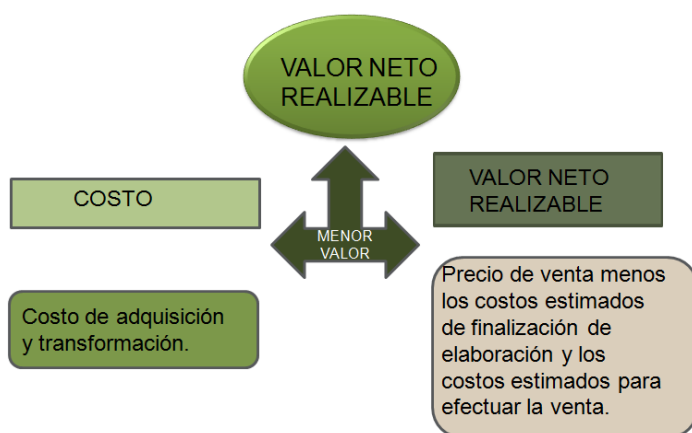 VALOR NETO
REALIZABLE
COSTO
MENOR
VALOR
VALOR NETO
REALIZABLE
Costo de adquisición
y transformación.
Precio de venta menos
los costos estimados
de finalización de
elaboración y los
costos estimados para
efectuar la venta.